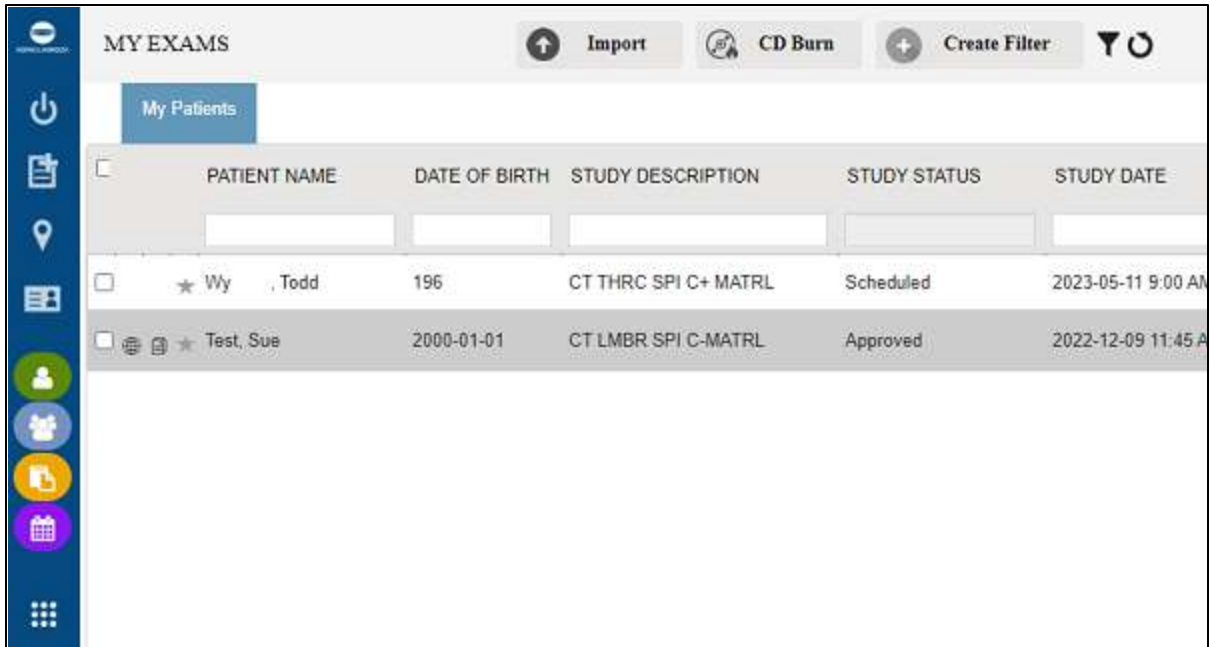 MY EXAMS Import CD Burn Create Filter
My Patients
PATIENT NAME DATE OF BIRTH STUDY DESCRIPTION STUDY STATUS STUDY DATE
Wy , Todd 196 CT THRC SPI C+ MATRL Scheduled 2023-05-11 9:00 AM
Test, Sue 2000-01-01 CT LMBR SPI C-MATRL Approved 2022-12-09 11:45 A